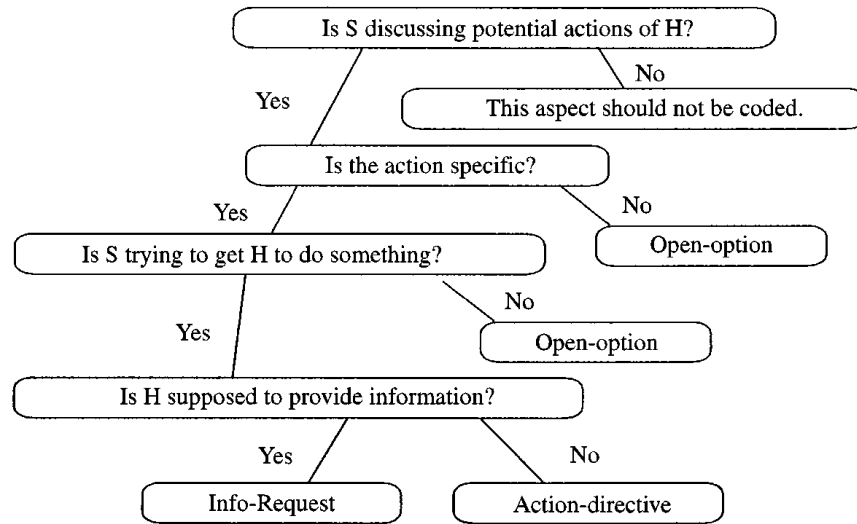 Is S discussing potential actions of H?
No
Yes
This aspect should not be coded.
Is the action specific?
Yes
No
Is S trying to get H to do something?
Open-option
No
Yes
Open-option
Is H supposed to provide information?
Yes
No
Info-Request
Action-directive